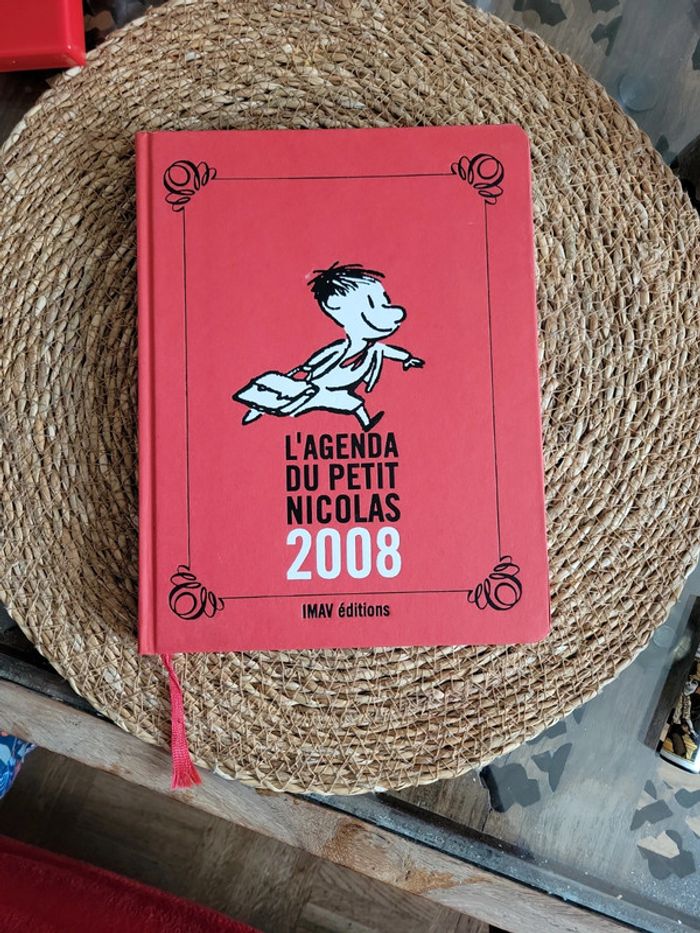 L'AGENDA
DU PETIT
NICOLAS
2008
IMAV éditions